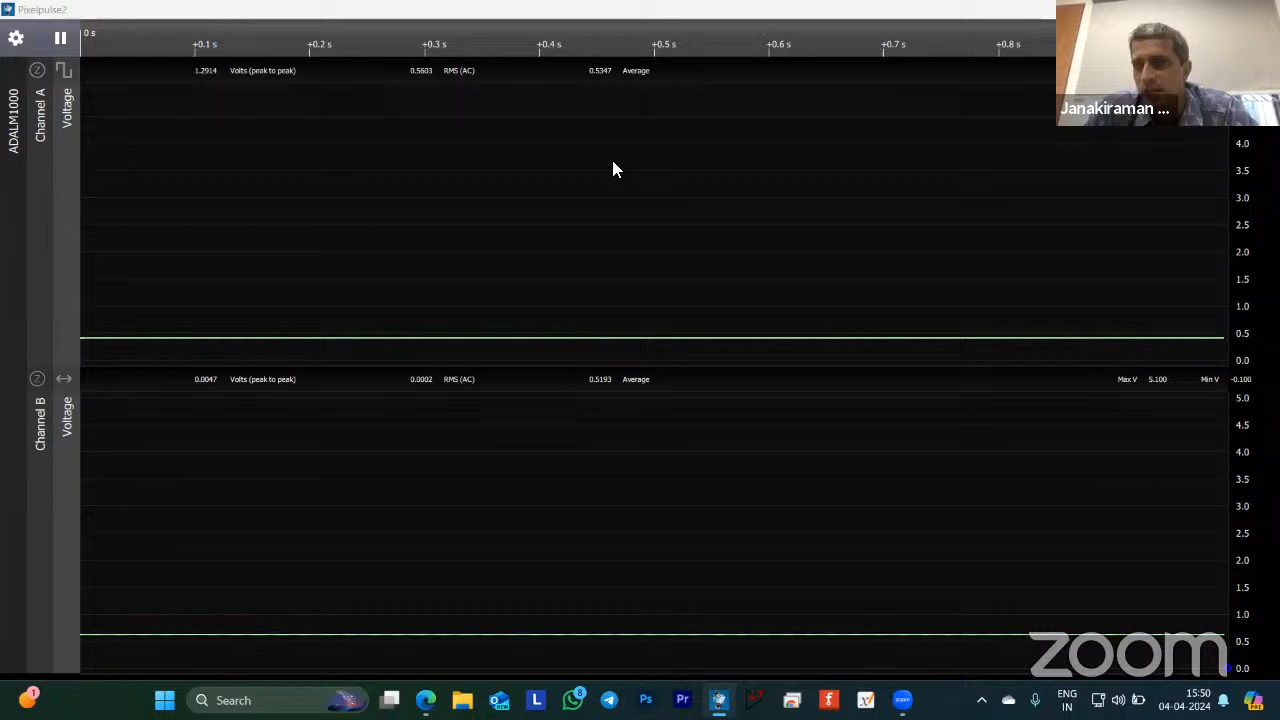 Pixelpulse2
0 s
+0.1 s +0.2 s +0.3 s +0.4 s +0.5 s +0.6 s +0.7 s +0.8 s
1.2914 Volts (peak to peak) 0.5603 RMS (AC) 0.5347 Average
Janakiraman ...
ADALM1000
Channel A
Voltage
4.0
3.5
3.0
2.5
2.0
1.5
1.0
0.5
0.0
0.0047 Volts (peak to peak) 0.0002 RMS (AC) 0.5193 Average Max V 5.100 Min V -0.100
Channel B
Voltage
5.0
4.5
4.0
3.5
3.0
2.5
2.0
1.5
1.0
0.5
0.0
zoom
1
Search
L
8
Ps
Pr
ENG
IN
15:50
04-04-2024
PRE